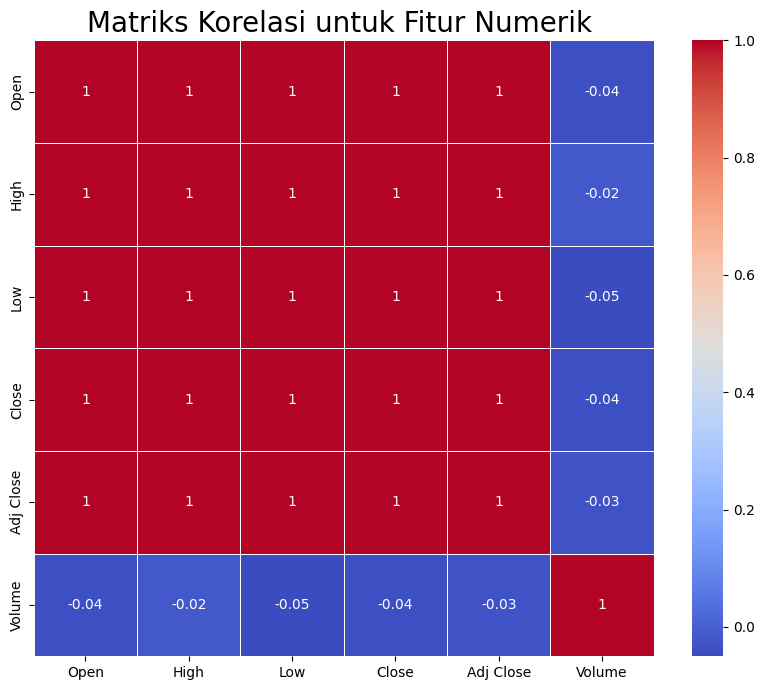 Matriks Korelasi untuk Fitur Numerik
Open 1 1 1 1 1 -0.04
High 1 1 1 1 1 -0.02
Low 1 1 1 1 1 -0.05
Close 1 1 1 1 1 -0.04
Adj Close 1 1 1 1 1 -0.03
Volume -0.04 -0.02 -0.05 -0.04 -0.03 1
Open High Low Close Adj Close Volume
1.0
0.8
0.6
0.4
0.2
0.0